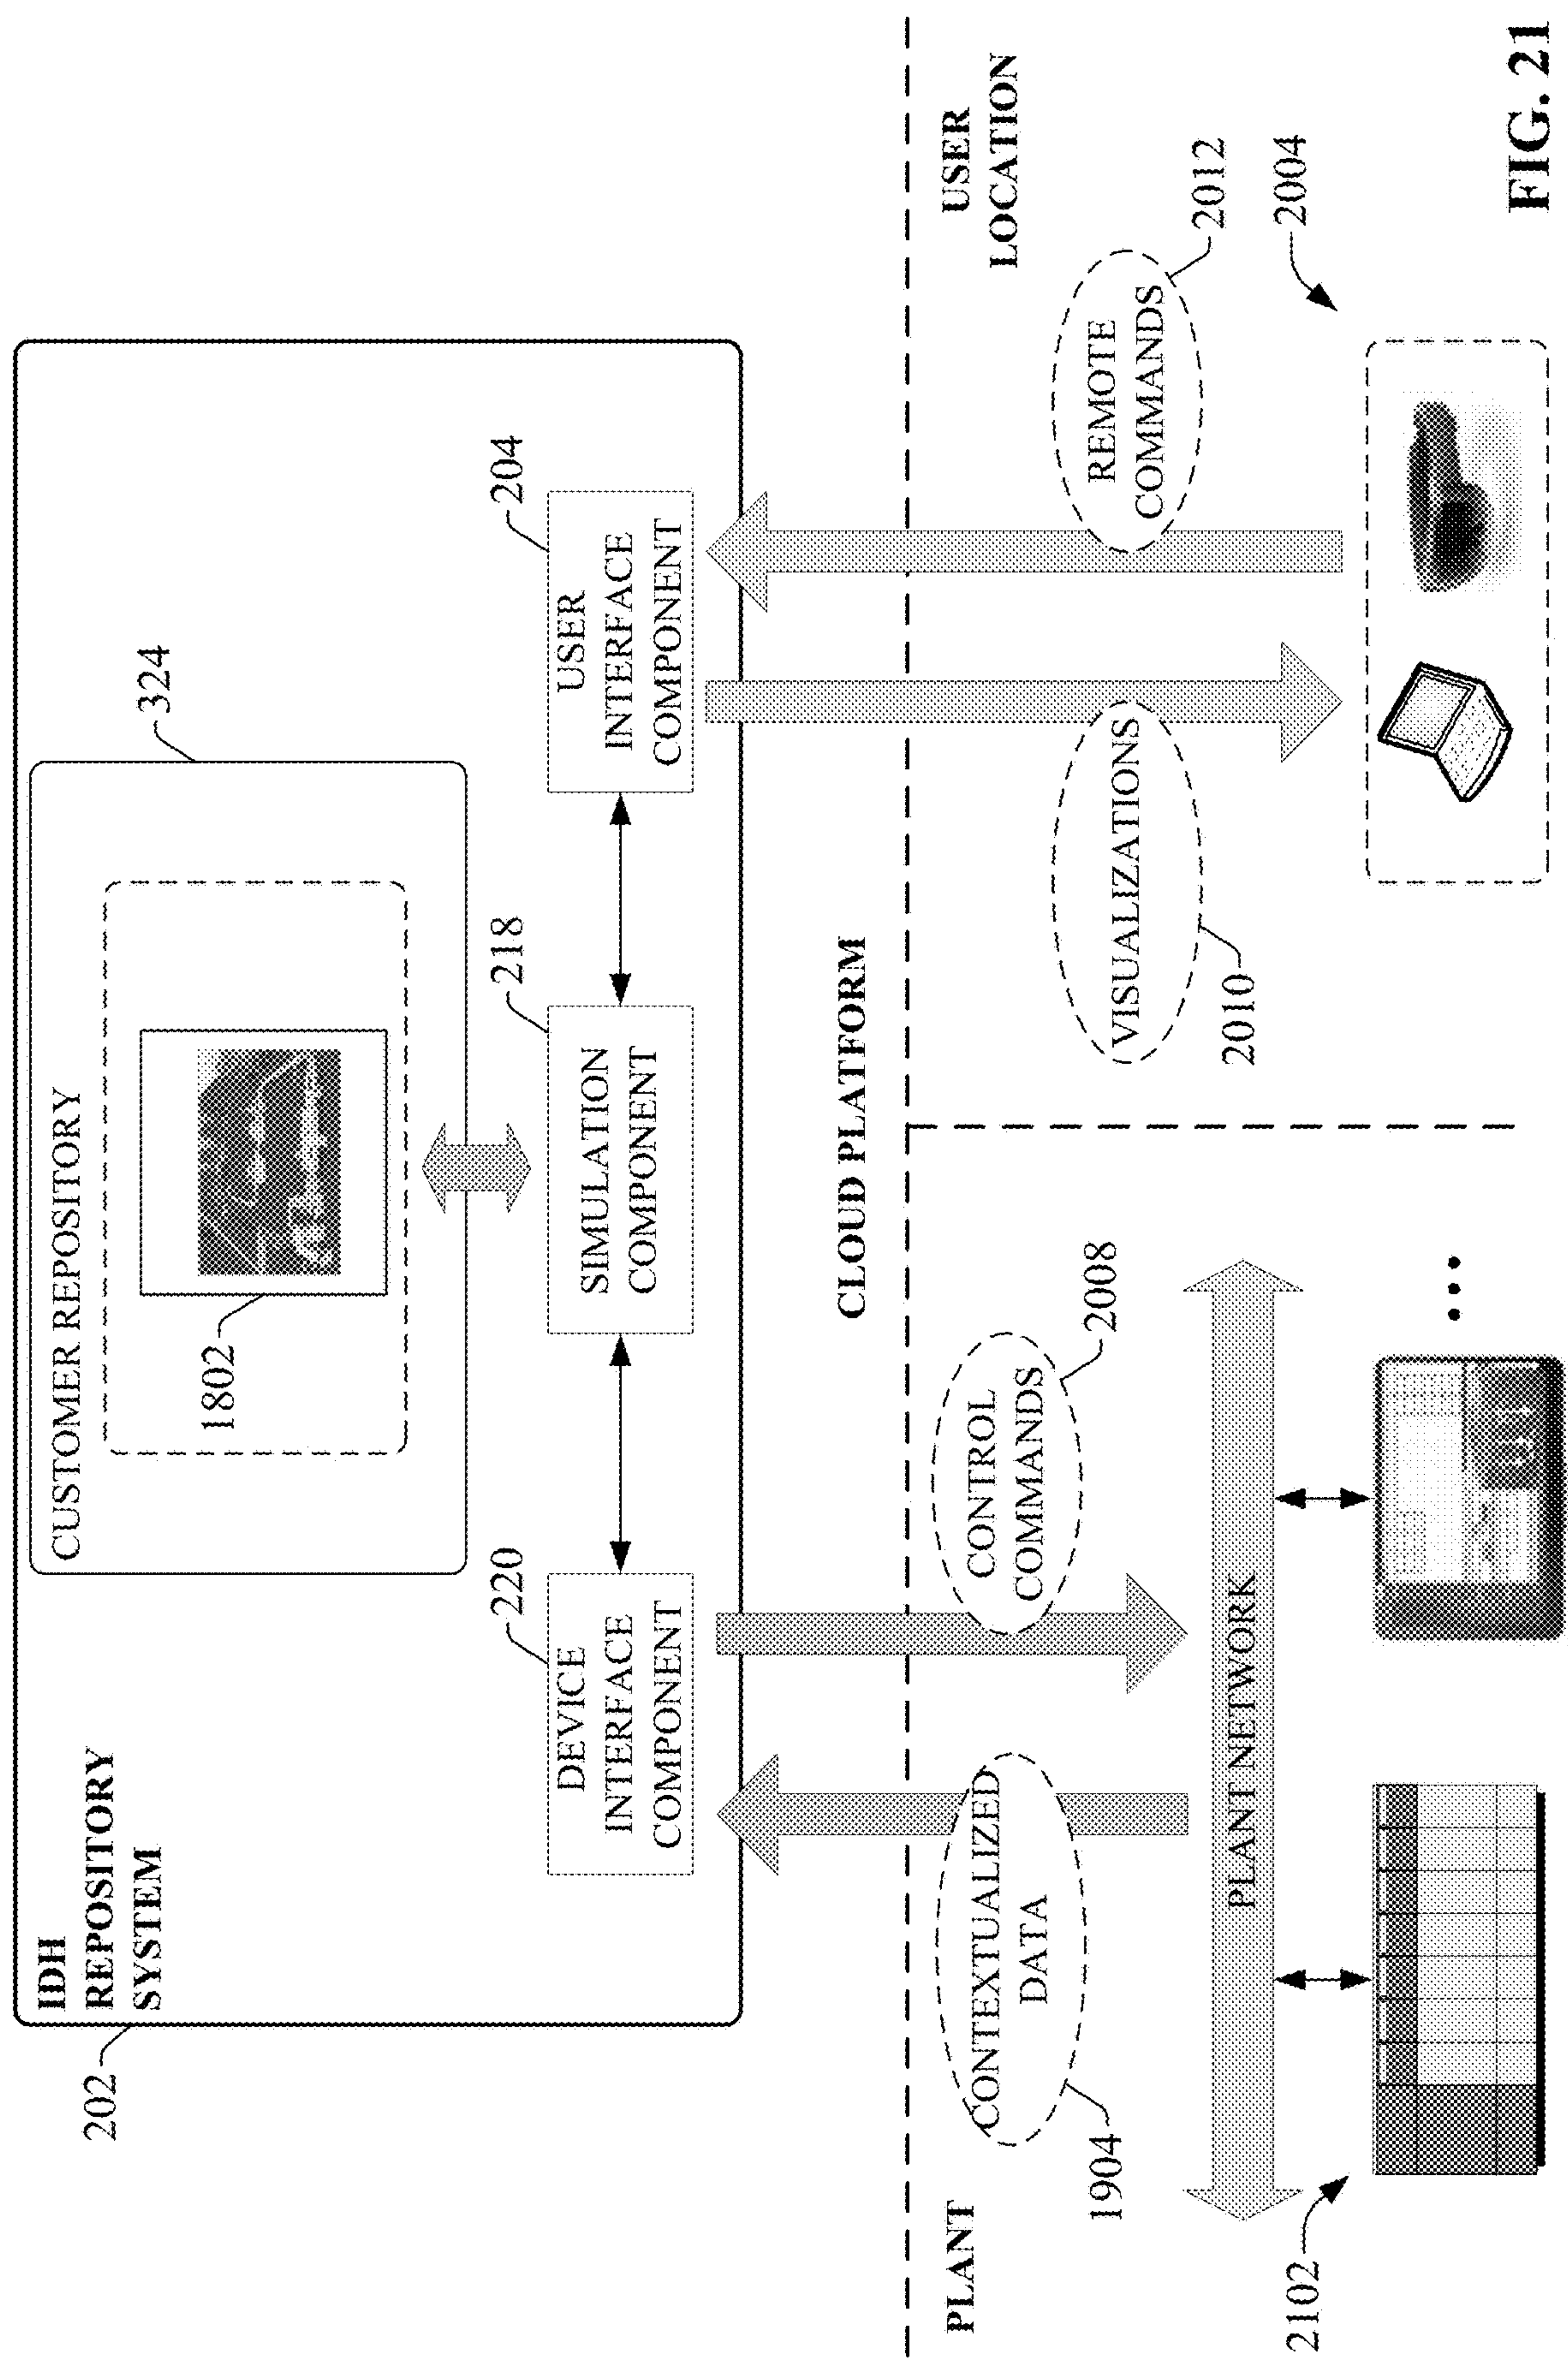 202
IDH
REPOSITORY
SYSTEM
CUSTOMER REPOSITORY
324
1802
220
DEVICE
INTERFACE
COMPONENT
218
SIMULATION
COMPONENT
204
USER
INTERFACE
COMPONENT
CLOUD PLATFORM
PLANT
CONTEXTUALIZED
DATA
1904
CONTROL
COMMANDS
2008
PLANT NETWORK
2102
•••
USER
LOCATION
VISUALIZATIONS
2010
REMOTE
COMMANDS
2012
2004
FIG. 21